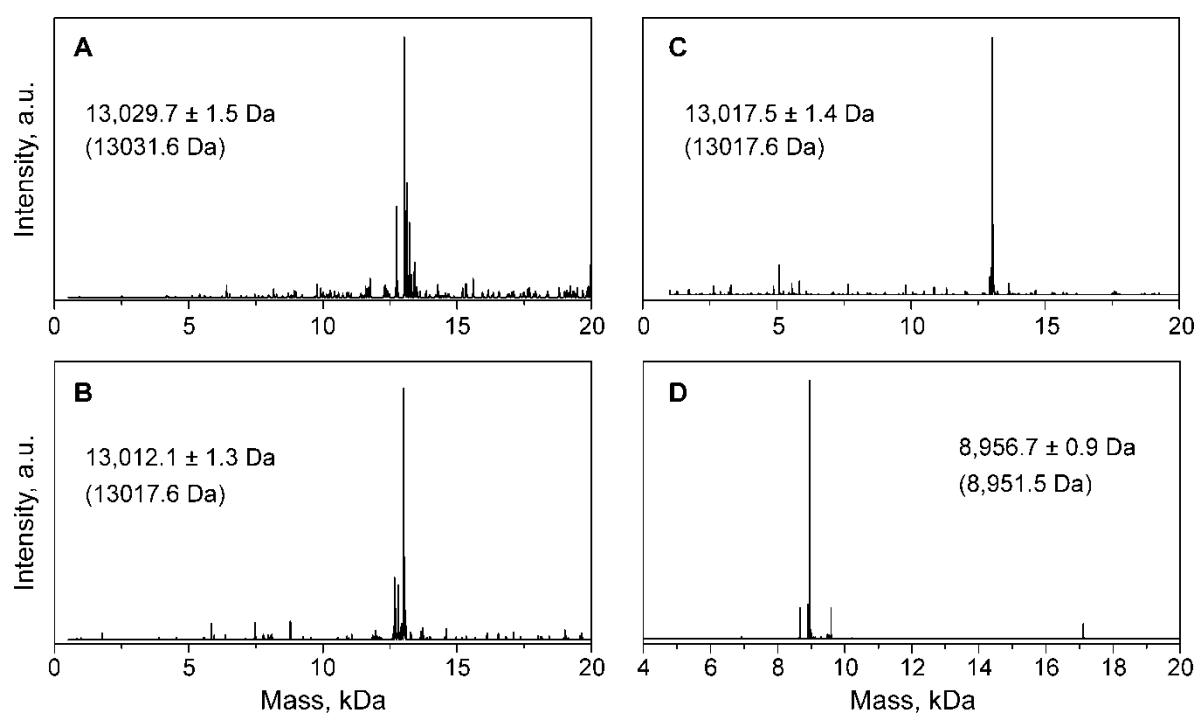 A
13,029.7 ± 1.5 Da
(13031.6 Da)
Intensity, a.u.
0 5 10 15 20
C
13,017.5 ± 1.4 Da
(13017.6 Da)
0 5 10 15 20
B
13,012.1 ± 1.3 Da
(13017.6 Da)
Intensity, a.u.
0 5 10 15 20
Mass, kDa
D
8,956.7 ± 0.9 Da
(8,951.5 Da)
4 6 8 10 12 14 16 18 20
Mass, kDa